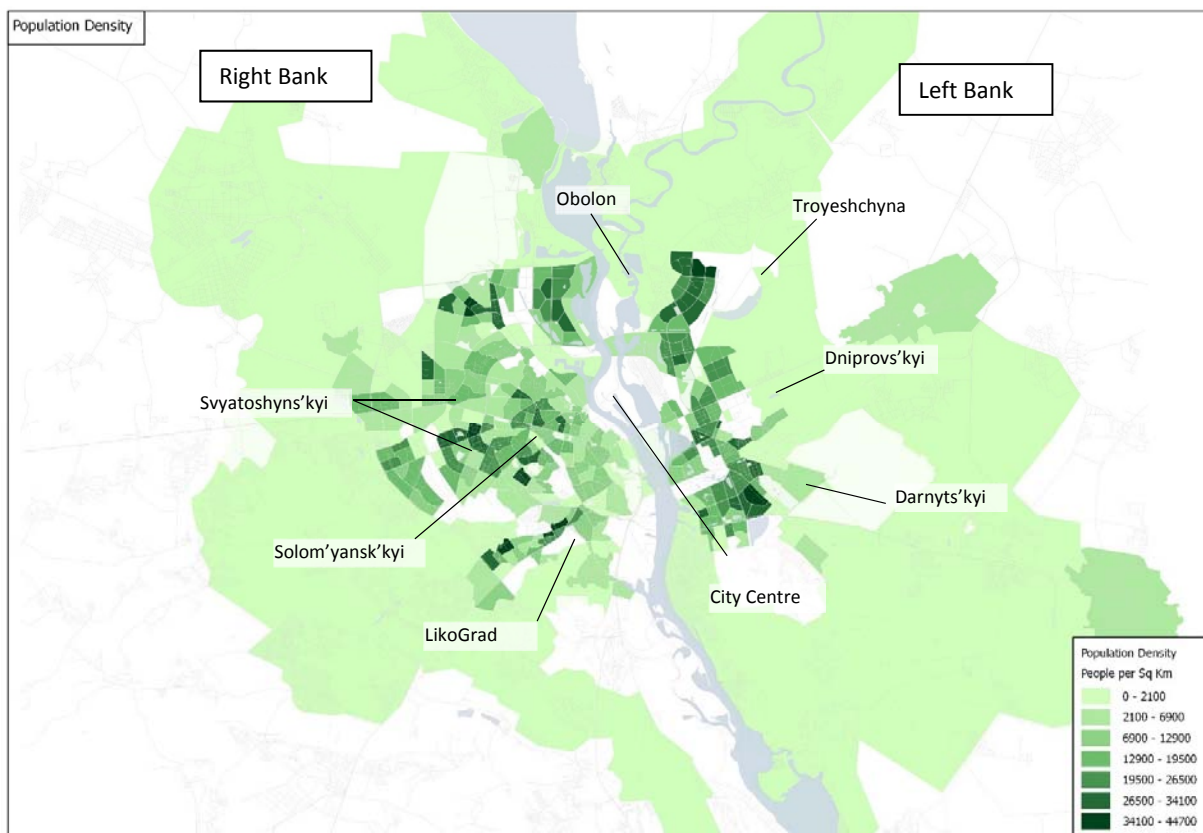 Population Density
Right Bank
Left Bank
Obolon
Troyeshchyna
Dniprovs'kyi
Svyatoshyns'kyi
Darnyts'kyi
Solom'yansk'kyi
City Centre
LikoGrad
Population Density
People per Sq Km
0 - 2100
2100 - 6900
6900 - 12900
12900 - 19500
19500 - 26500
26500 - 34100
34100 - 44700